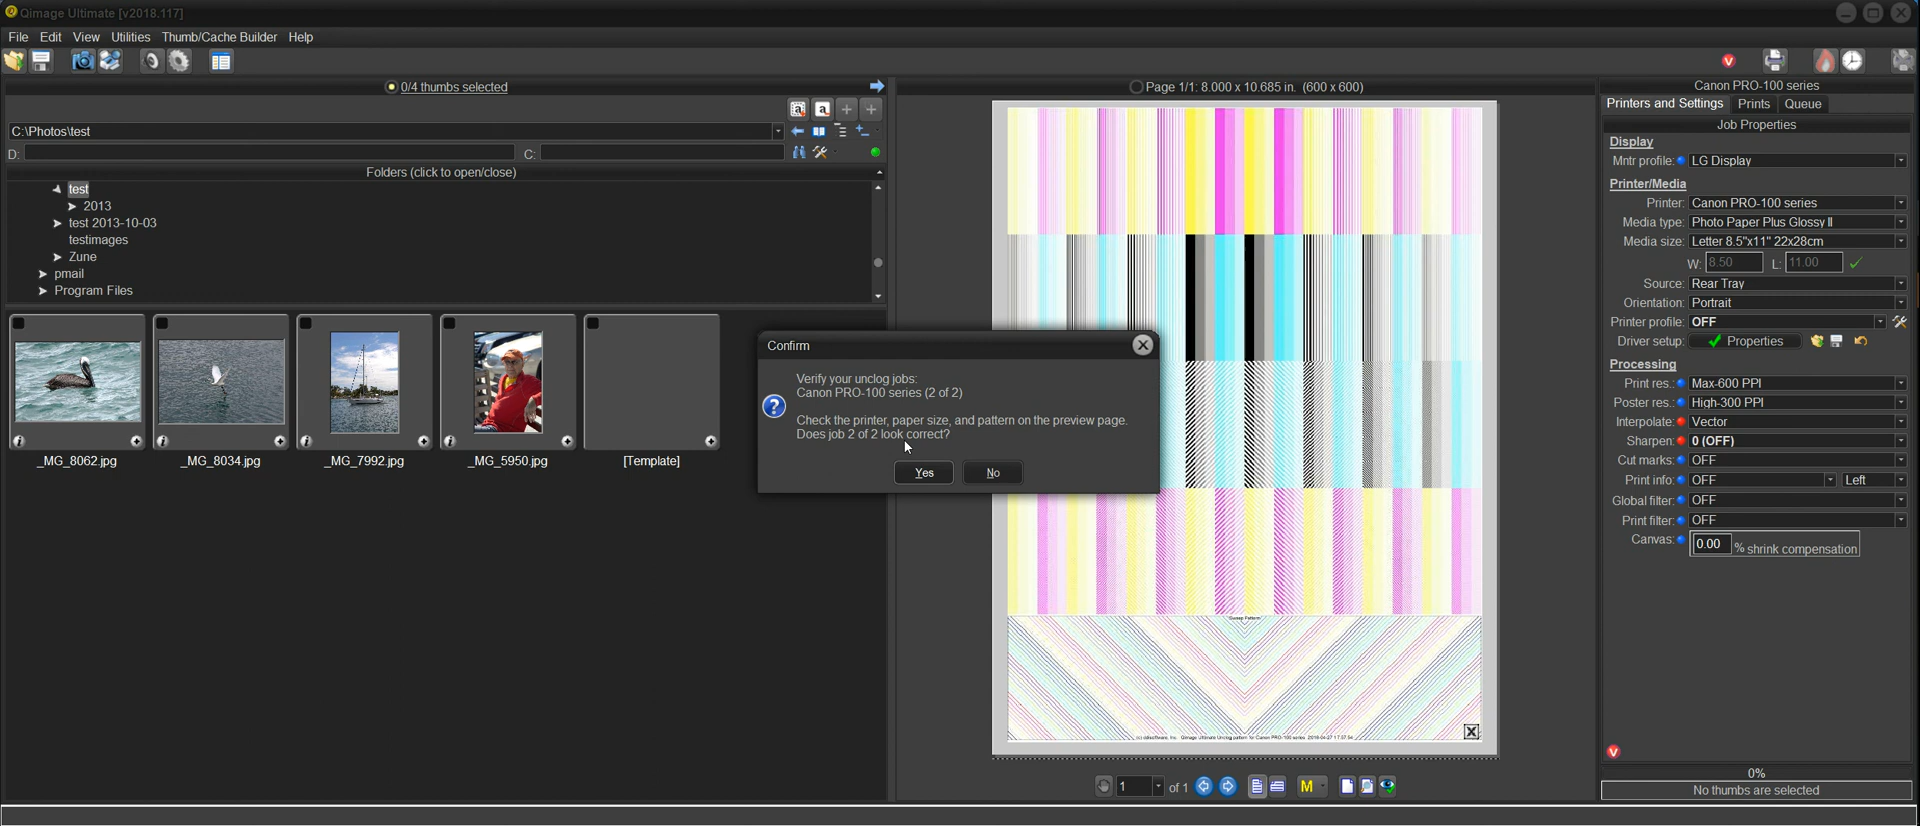 Qimage Ultimate [v2018.117]
File Edit View Utilities Thumb/Cache Builder Help
0/4 thumbs selected
C:\Photos\test
D: C:
Folders (click to open/close)
test
2013
test 2013-10-03
testimages
Zune
pmail
Program Files
_MG_8062.jpg
_MG_8034.jpg
_MG_7992.jpg
_MG_5950.jpg
[Template]
Page 1/1: 8.000 x 10.685 in. (600 x 600)
Confirm
Verify your unclog jobs:
Canon PRO-100 series (2 of 2)
Check the printer, paper size, and pattern on the preview page.
Does job 2 of 2 look correct?
Yes No
Sweep Pattern
1 of 1
M
Canon PRO-100 series
Printers and Settings Prints Queue
Job Properties
Display
Mntr profile: LG Display
Printer/Media
Printer: Canon PRO-100 series
Media type: Photo Paper Plus Glossy II
Media size: Letter 8.5"x11" 22x28cm
W: 8.50 L: 11.00
Source: Rear Tray
Orientation: Portrait
Printer profile: OFF
Driver setup: Properties
Processing
Print res.: Max-600 PPI
Poster res.: High-300 PPI
Interpolate: Vector
Sharpen: 0 (OFF)
Cut marks: OFF
Print info: OFF Left
Global filter: OFF
Print filter: OFF
Canvas: 0.00 % shrink compensation
0%
No thumbs are selected